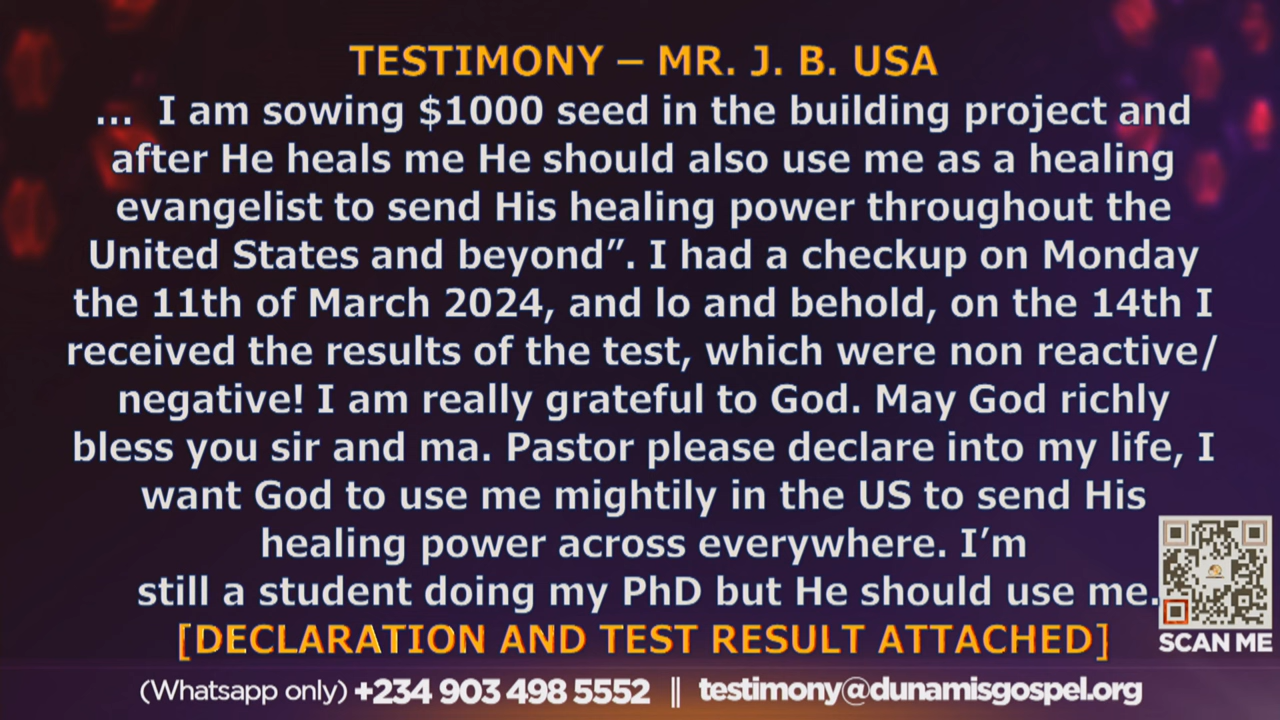 TESTIMONY – MR. J. B. USA
... I am sowing $1000 seed in the building project and
after He heals me He should also use me as a healing
evangelist to send His healing power throughout the
United States and beyond”. I had a checkup on Monday
the 11th of March 2024, and lo and behold, on the 14th I
received the results of the test, which were non reactive/
negative! I am really grateful to God. May God richly
bless you sir and ma. Pastor please declare into my life, I
want God to use me mightily in the US to send His
healing power across everywhere. I’m
still a student doing my PhD but He should use me.
[DECLARATION AND TEST RESULT ATTACHED]
SCAN ME
(Whatsapp only) +234 903 498 5552 || testimony@dunamisgospel.org